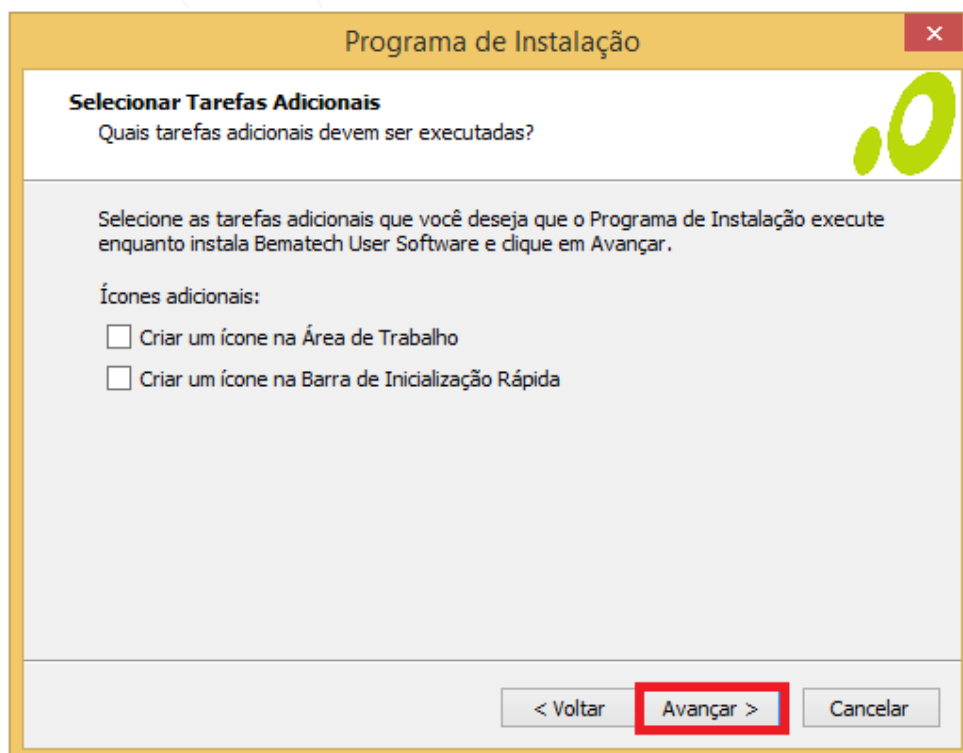 Programa de Instalação
Selecionar Tarefas Adicionais
Quais tarefas adicionais devem ser executadas?
Selecione as tarefas adicionais que você deseja que o Programa de Instalação execute
enquanto instala Bematech User Software e clique em Avançar.
Ícones adicionais:
Criar um ícone na Área de Trabalho
Criar um ícone na Barra de Inicialização Rápida
< Voltar
Avançar >
Cancelar